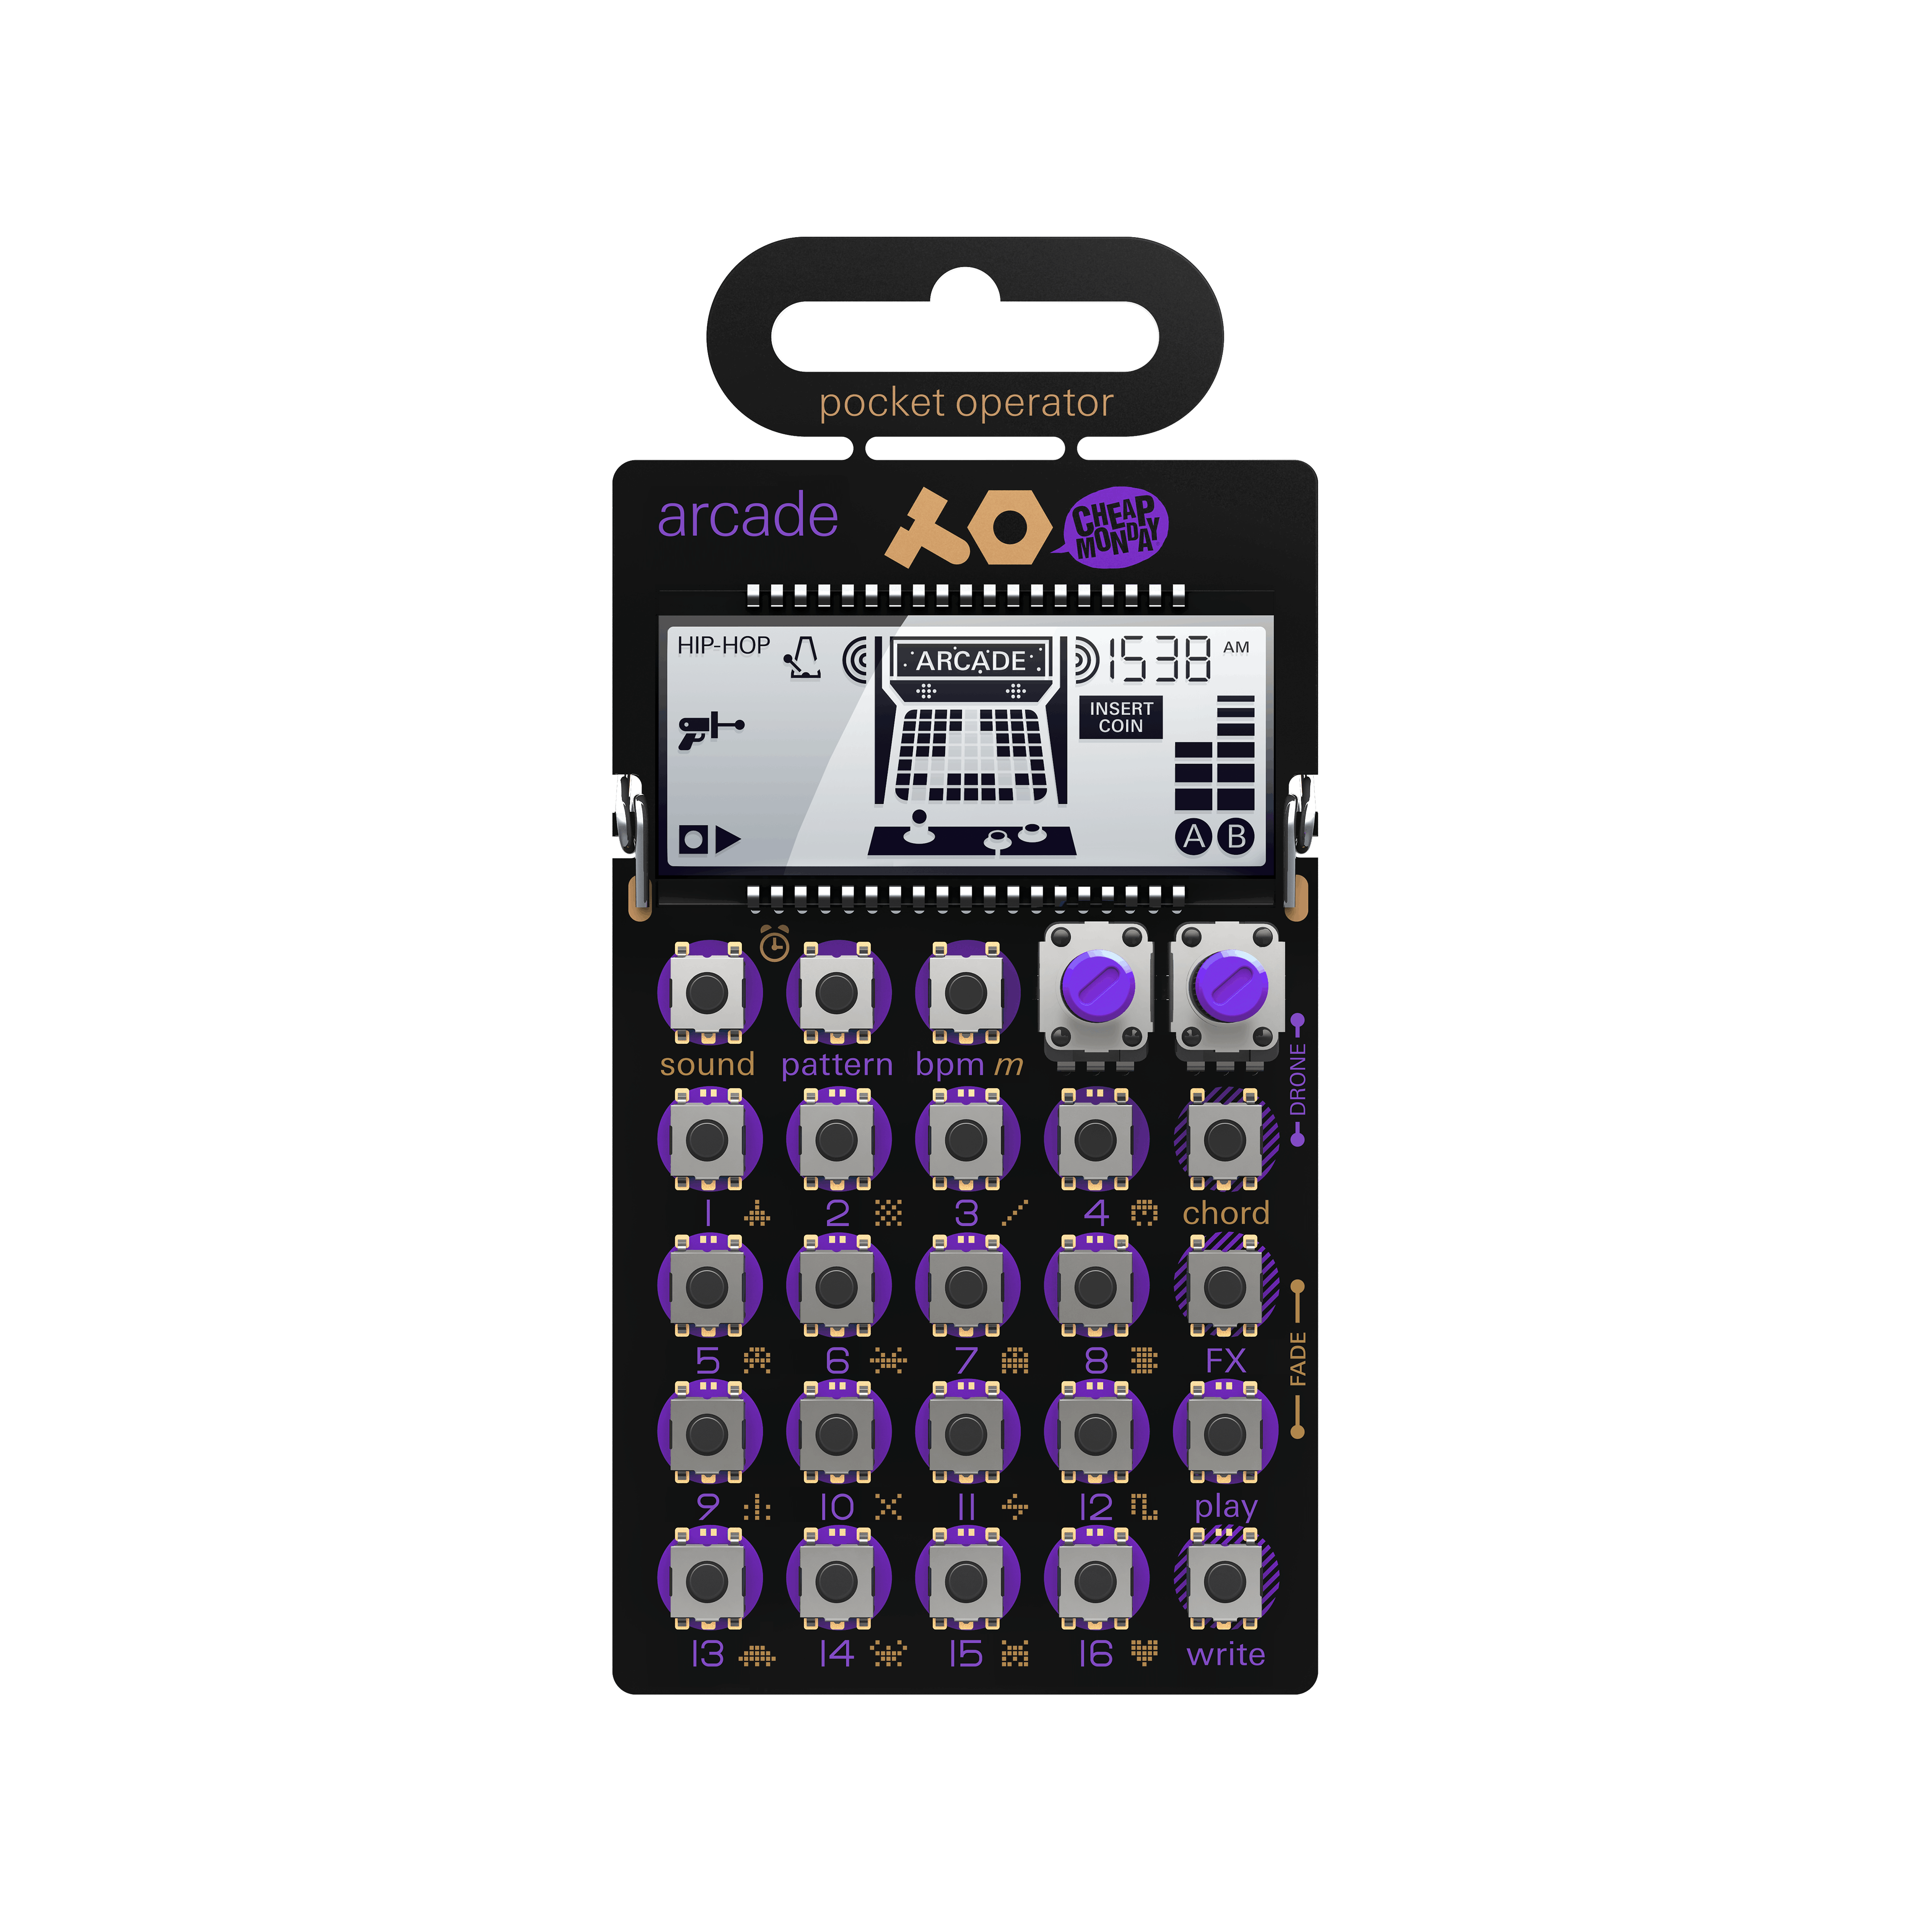 pocket operator
arcade
CHEAP
MONDAY
HIP-HOP
ARCADE
1538 AM
INSERT
COIN
A B
sound pattern bpm m
DRONE
1 2 3 4 chord
5 6 7 8 FX
FADE
9 10 11 12 play
13 14 15 16 write